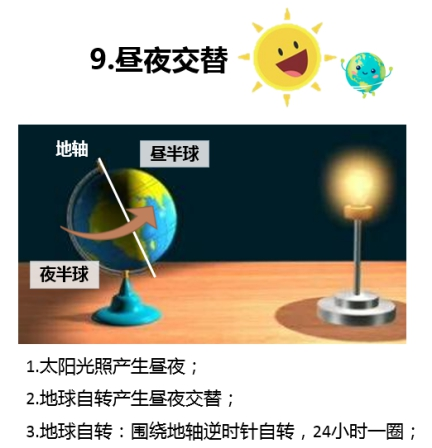 9.昼夜交替
地轴
昼半球
夜半球
1.太阳光照产生昼夜；
2.地球自转产生昼夜交替；
3.地球自转：围绕地轴逆时针自转，24小时一圈；